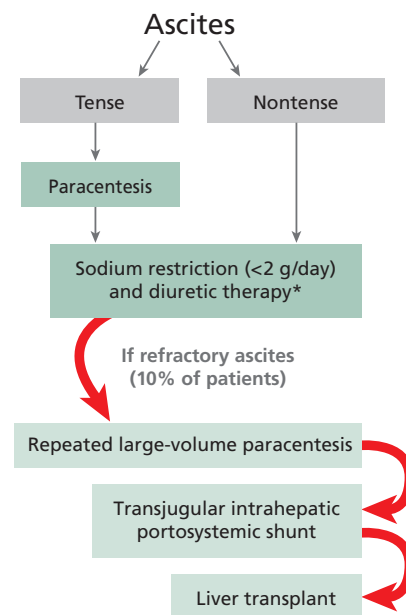 Ascites
Tense
Nontense
Paracentesis
Sodium restriction (<2 g/day)
and diuretic therapy*
If refractory ascites
(10% of patients)
Repeated large-volume paracentesis
Transjugular intrahepatic
portosystemic shunt
Liver transplant